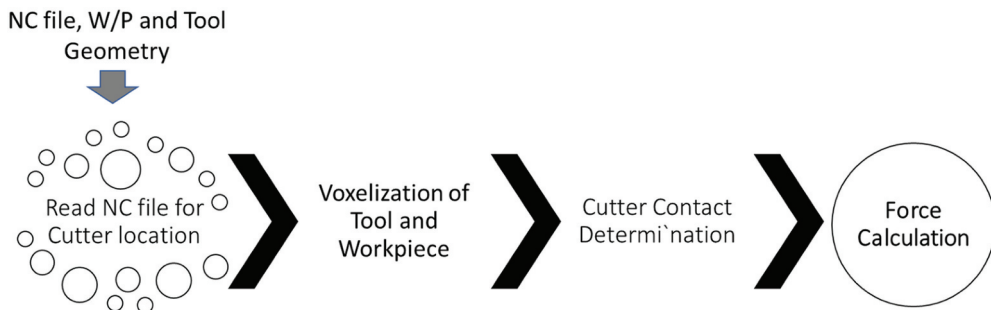 NC file, W/P and Tool
Geometry
Read NC file for
Cutter location
Voxelization of
Tool and
Workpiece
Cutter Contact
Determi`nation
Force
Calculation